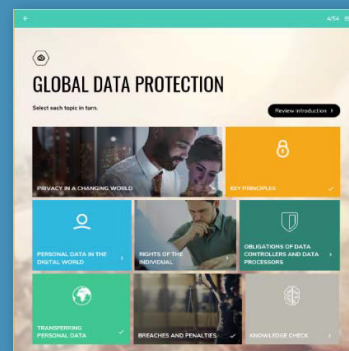 4/54
GLOBAL DATA PROTECTION
Select each topic in turn.
Review introduction
PRIVACY IN A CHANGING WORLD
KEY PRINCIPLES
PERSONAL DATA IN THE
DIGITAL WORLD
RIGHTS OF THE
INDIVIDUAL
OBLIGATIONS OF DATA
CONTROLLERS AND DATA
PROCESSORS
TRANSFERRING
PERSONAL DATA
BREACHES AND PENALTIES
KNOWLEDGE CHECK